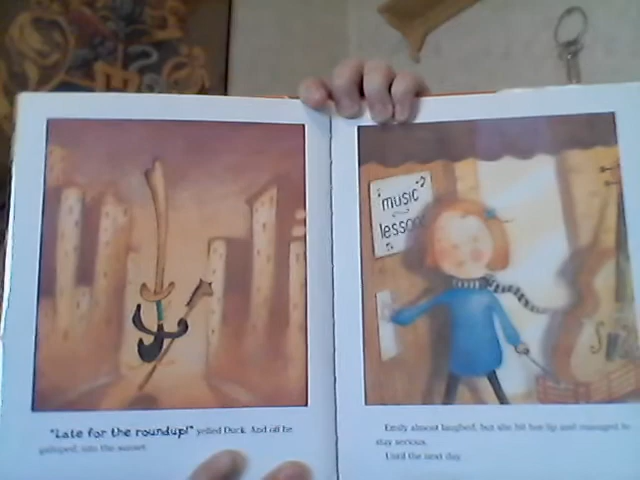 "Late for the roundup!" yelled Duck. And off he
galloped, into the sunset.
music
lesson
Emily almost laughed, but she bit her lip and managed to
stay serious.
Until the next day.